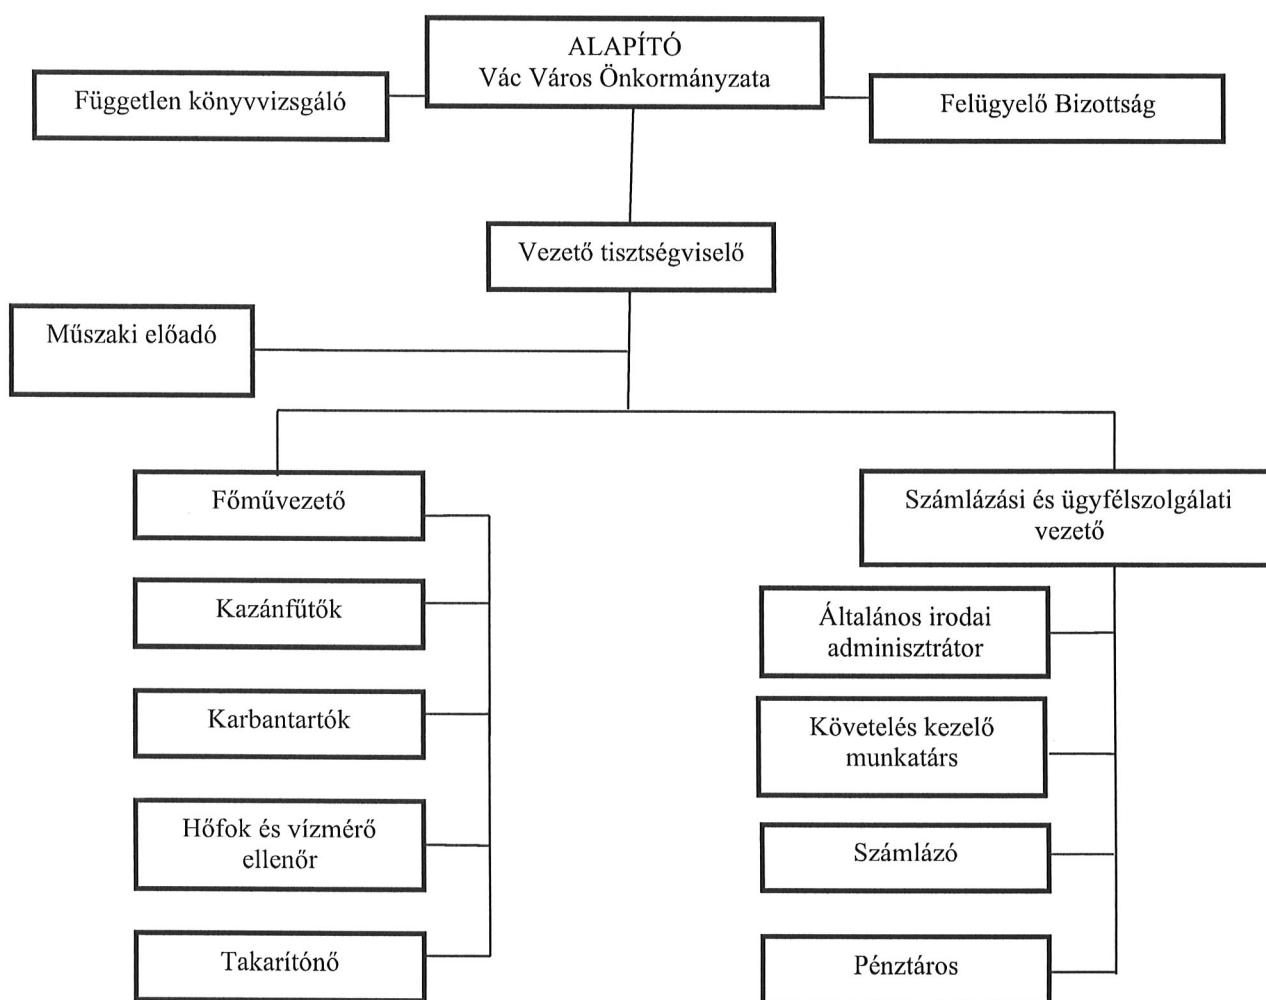 ALAPÍTÓ
Vác Város Önkormányzata
Független könyvvizsgáló
Felügyelő Bizottság
Vezető tisztségviselő
Műszaki előadó
Főművezető
Kazánfűtők
Karbantartók
Hőfok és vízmérő
ellenőr
Takarítónő
Számlázási és ügyfélszolgálati
vezető
Általános irodai
adminisztrátor
Követelés kezelő
munkatárs
Számlázó
Pénztáros